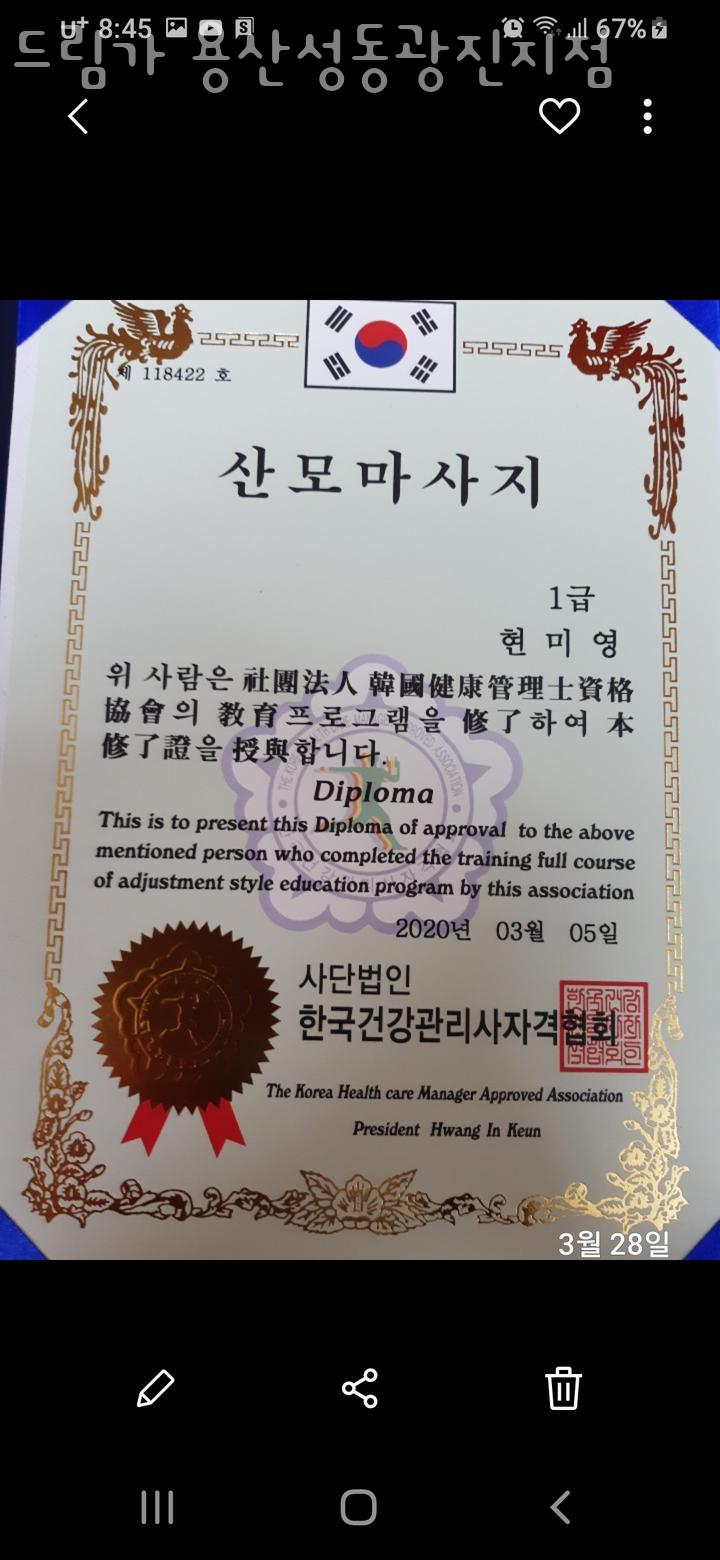 U+ 8:45
67%
드림가 용산성동광진지점
제 118422 호
산모마사지
1급
현 미 영
위 사람은 社團法人 韓國健康管理士資格
協會의 敎育프로그램을 修了하여 本
修了證을 授與합니다.
Diploma
This is to present this Diploma of approval to the above
mentioned person who completed the training full course
of adjustment style education program by this association
2020년 03월 05일
사단법인
한국건강관리사자격협회
The Korea Health care Manager Approved Association
President Hwang In Keun
3월 28일